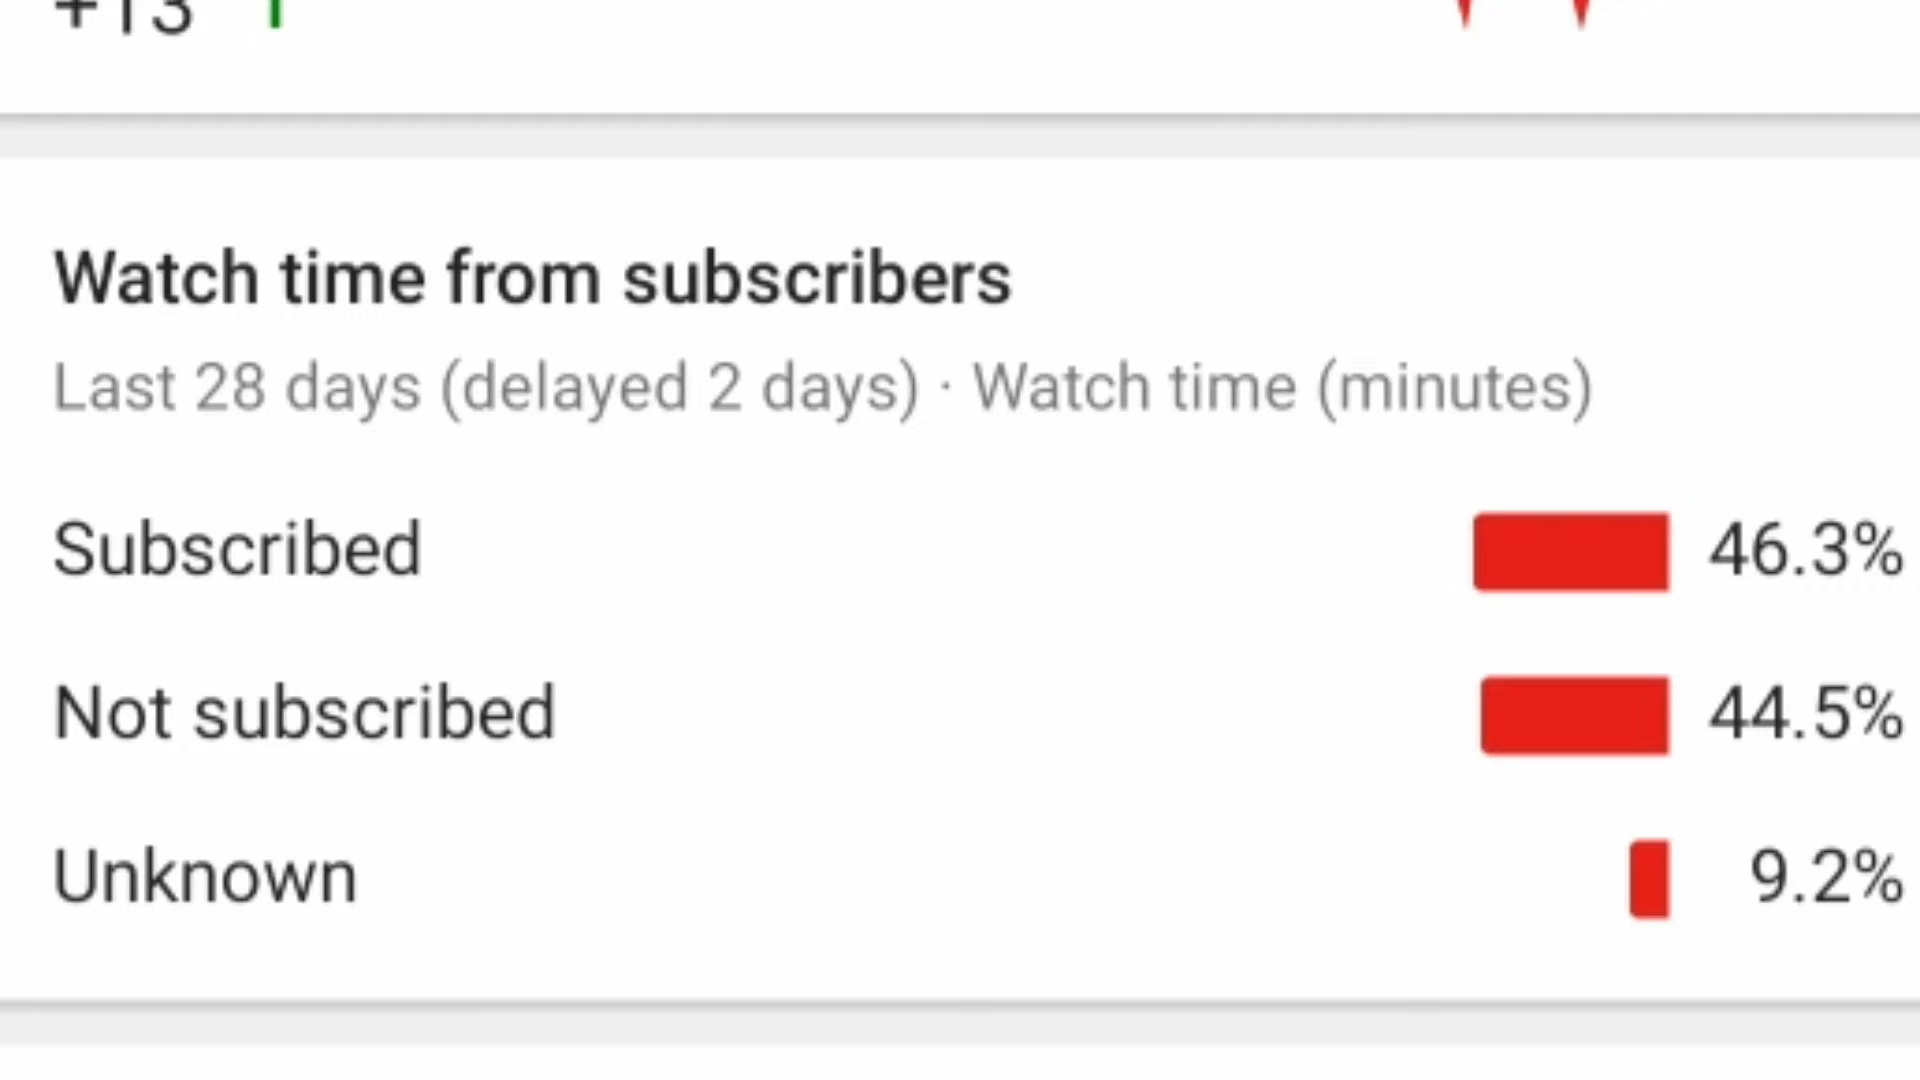 +13
Watch time from subscribers
Last 28 days (delayed 2 days) · Watch time (minutes)
Subscribed 46.3%
Not subscribed 44.5%
Unknown 9.2%